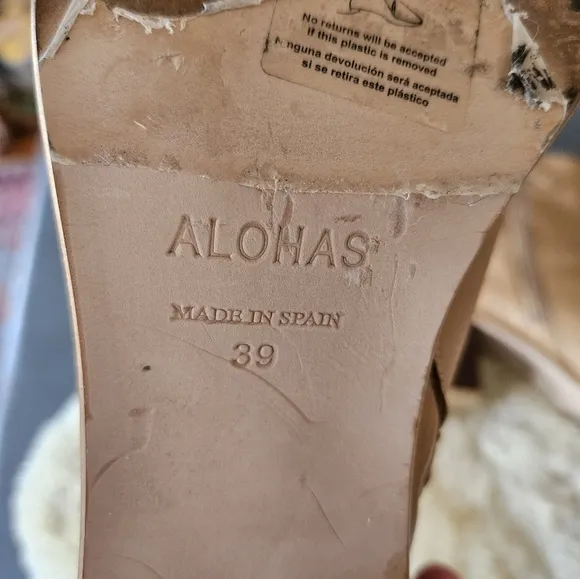 No returns will be accepted
If this plastic is removed
Ninguna devolución será aceptada
si se retira este plástico
ALOHAS
MADE IN SPAIN
39